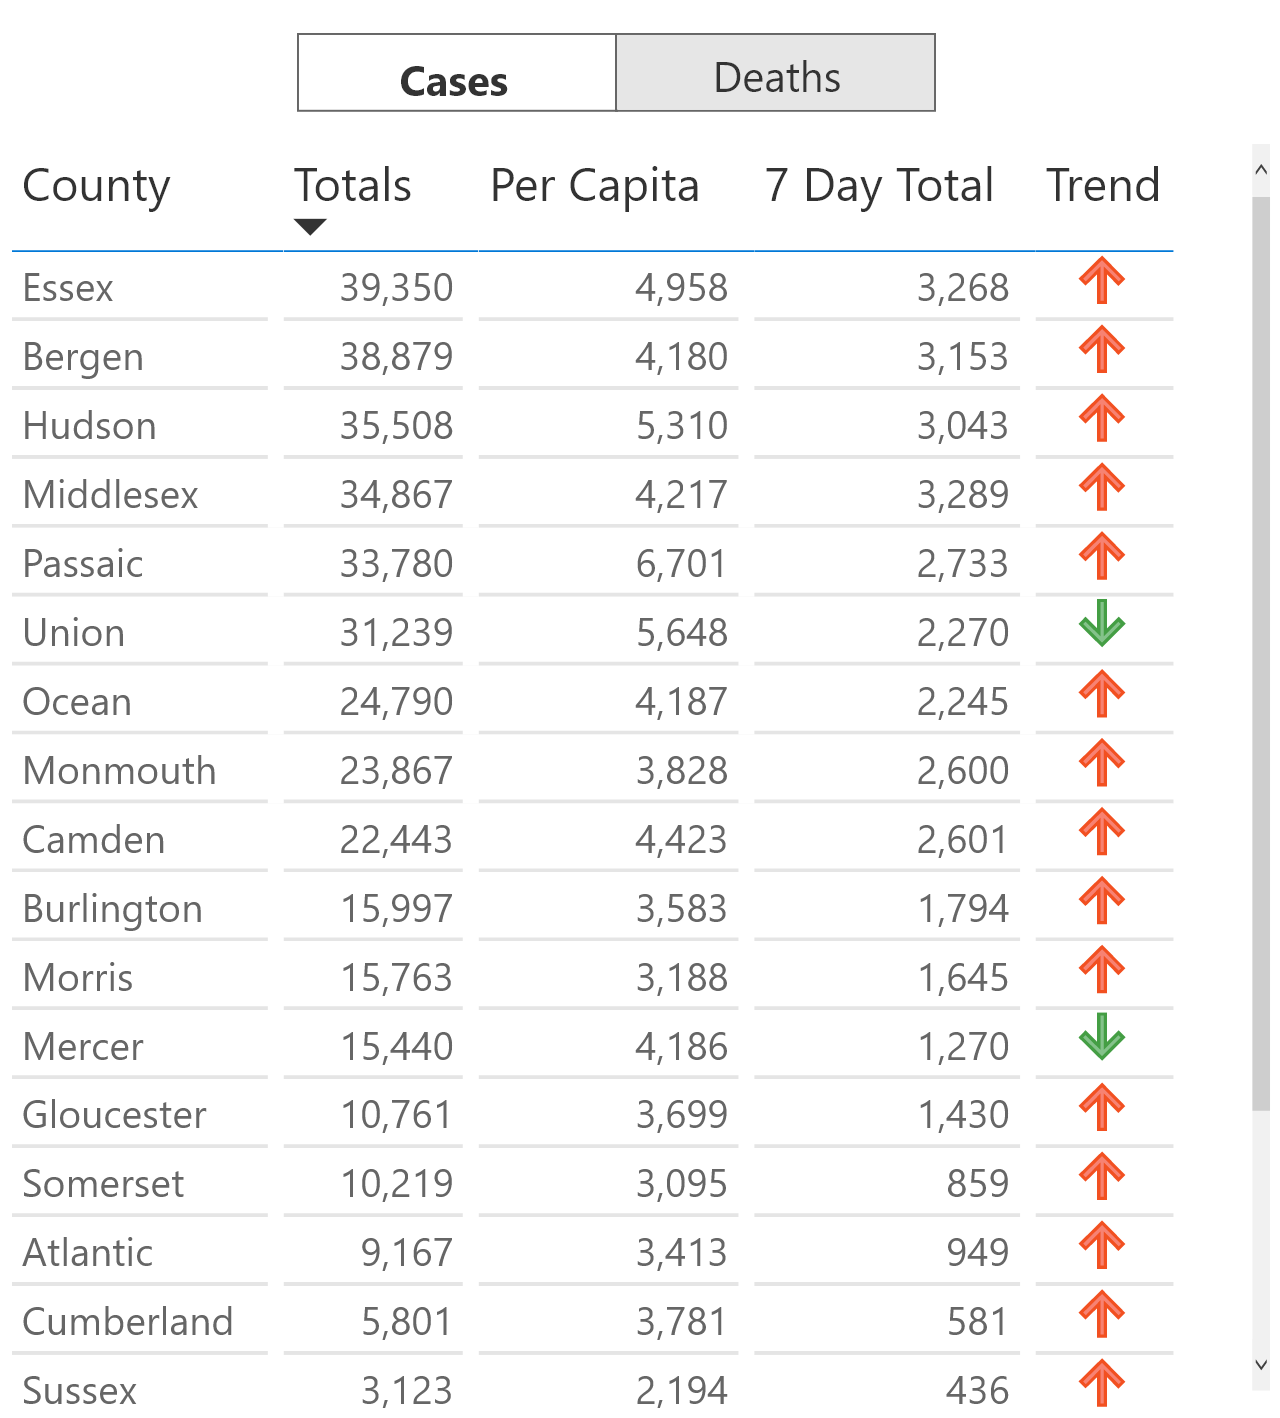 Cases Deaths
County Totals Per Capita 7 Day Total Trend
Essex 39,350 4,958 3,268
Bergen 38,879 4,180 3,153
Hudson 35,508 5,310 3,043
Middlesex 34,867 4,217 3,289
Passaic 33,780 6,701 2,733
Union 31,239 5,648 2,270
Ocean 24,790 4,187 2,245
Monmouth 23,867 3,828 2,600
Camden 22,443 4,423 2,601
Burlington 15,997 3,583 1,794
Morris 15,763 3,188 1,645
Mercer 15,440 4,186 1,270
Gloucester 10,761 3,699 1,430
Somerset 10,219 3,095 859
Atlantic 9,167 3,413 949
Cumberland 5,801 3,781 581
Sussex 3,123 2,194 436